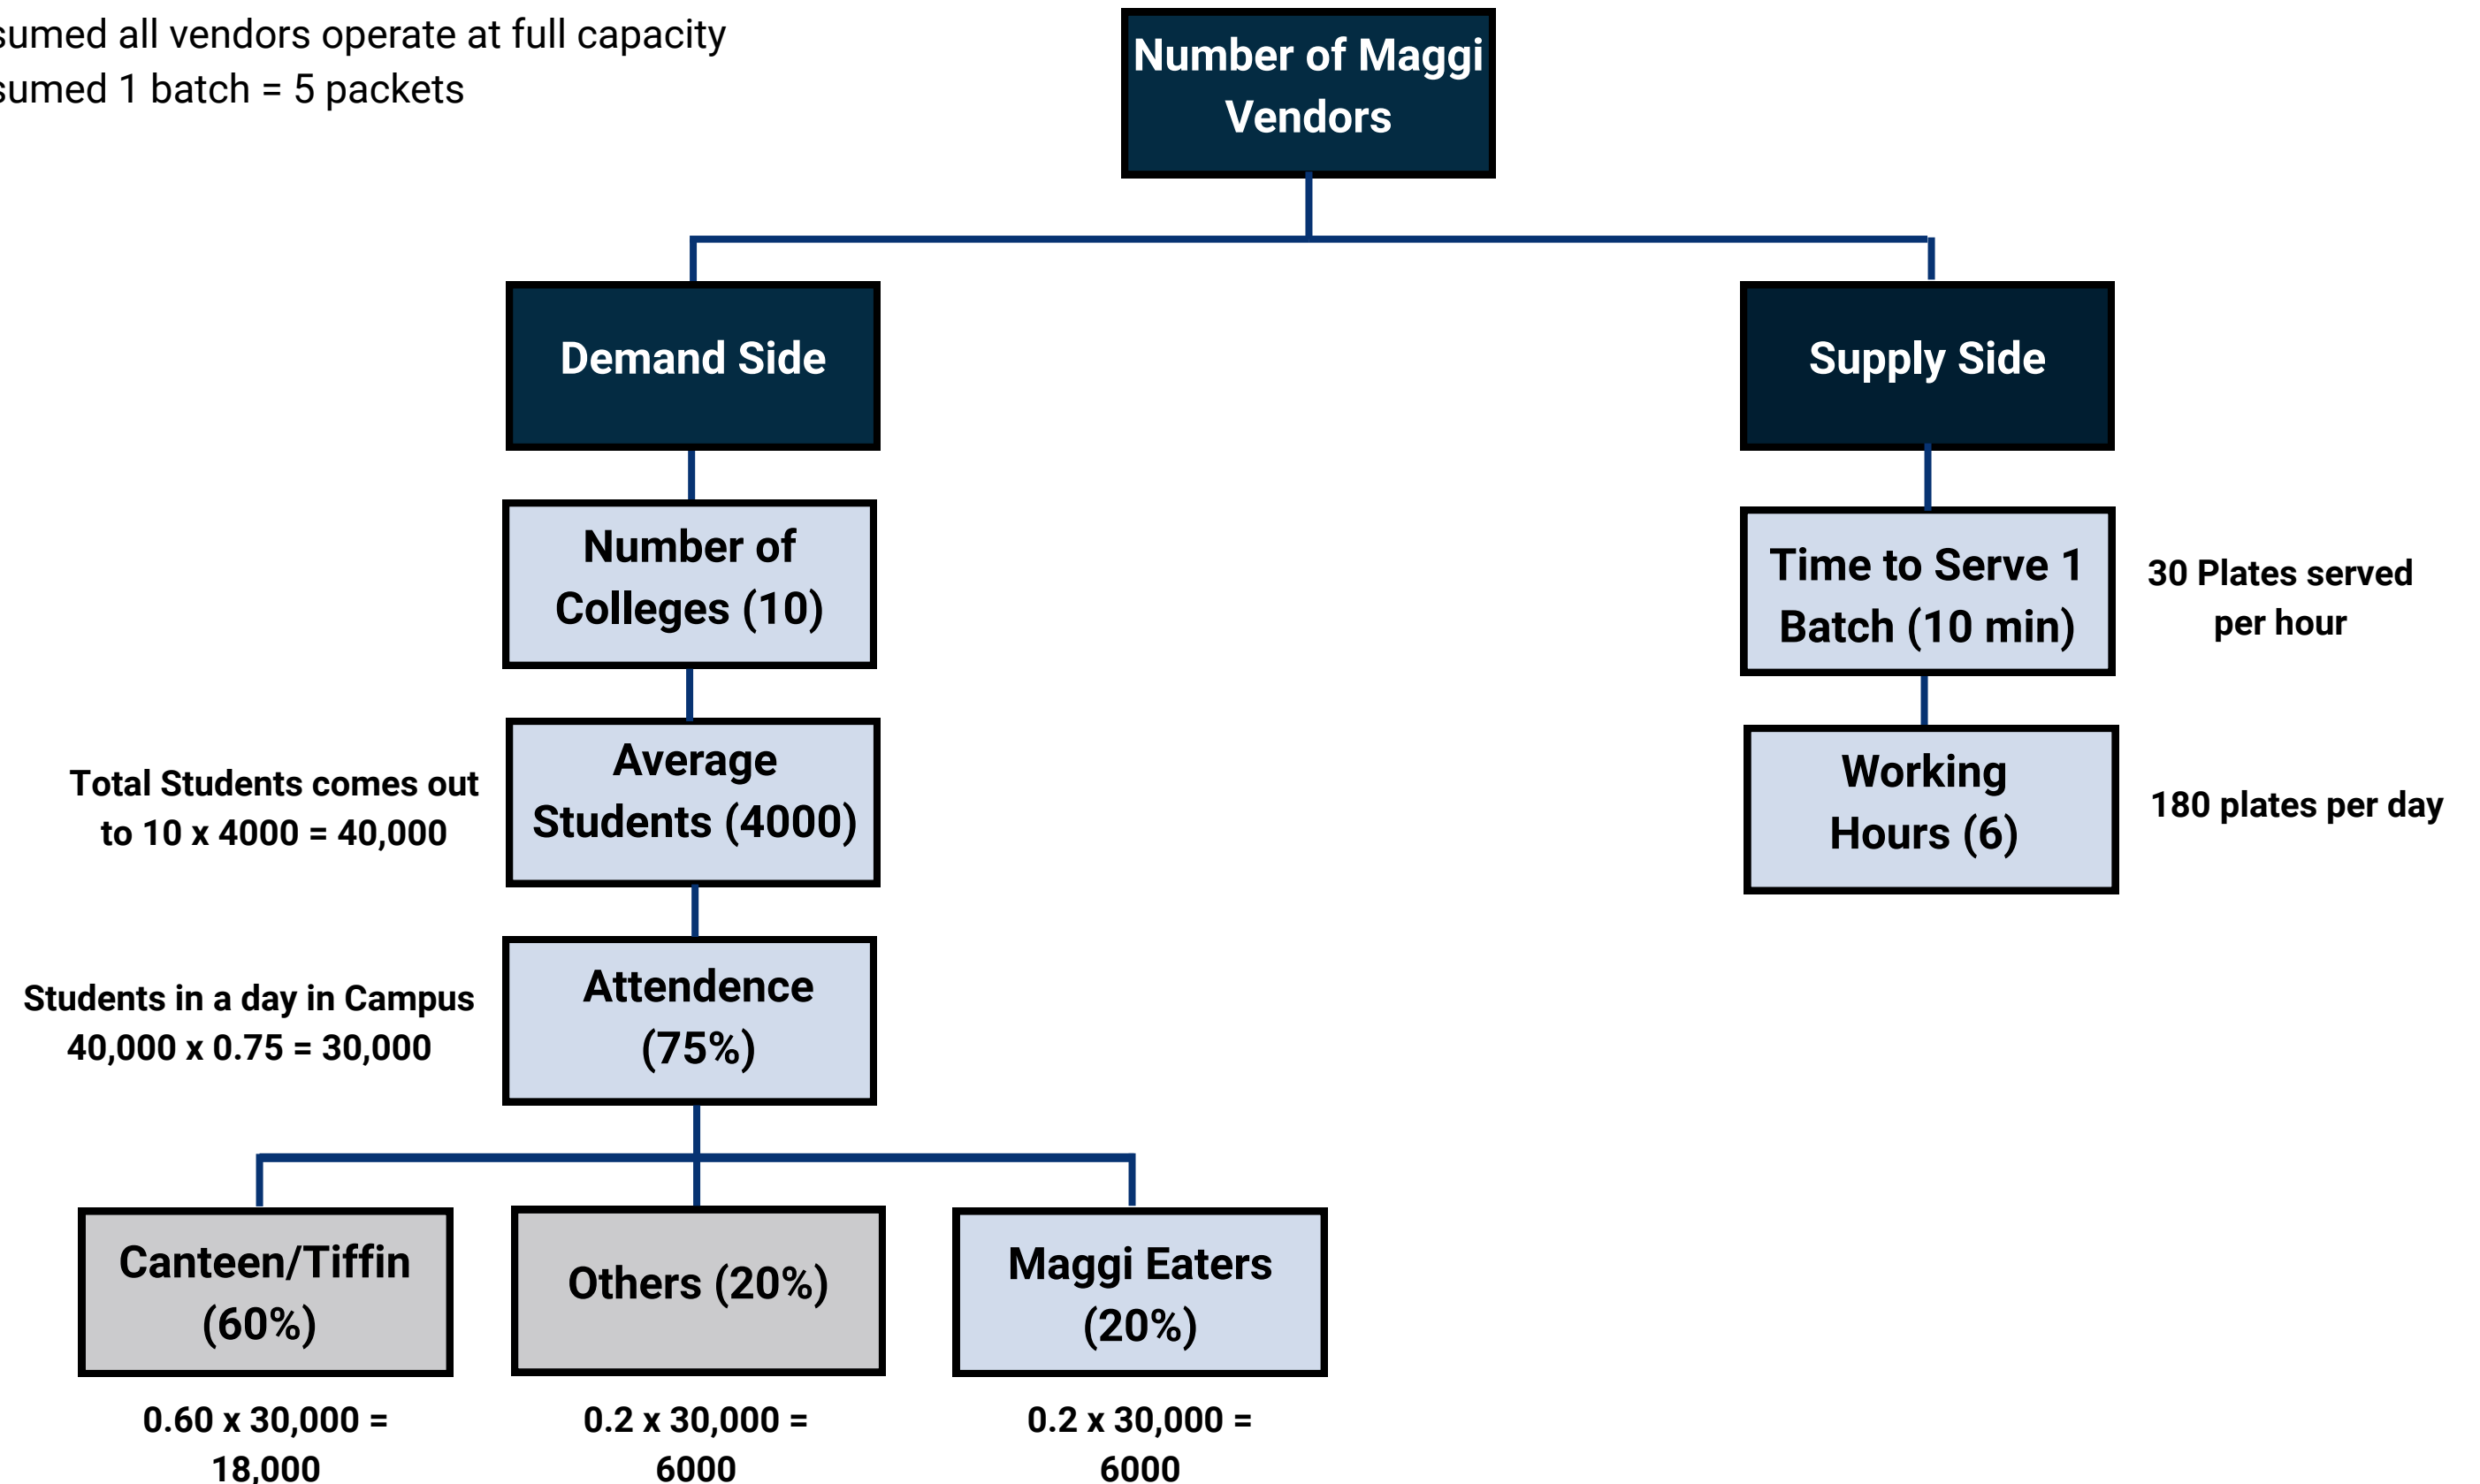 sumed all vendors operate at full capacity
sumed 1 batch = 5 packets
Number of Maggi
Vendors
Demand Side
Supply Side
Number of
Colleges (10)
Time to Serve 1
Batch (10 min)
30 Plates served
per hour
Average
Students (4000)
Total Students comes out
to 10 x 4000 = 40,000
Working
Hours (6)
180 plates per day
Attendence
(75%)
Students in a day in Campus
40,000 x 0.75 = 30,000
Canteen/Tiffin
(60%)
Others (20%)
Maggi Eaters
(20%)
0.60 x 30,000 =
18,000
0.2 x 30,000 =
6000
0.2 x 30,000 =
6000